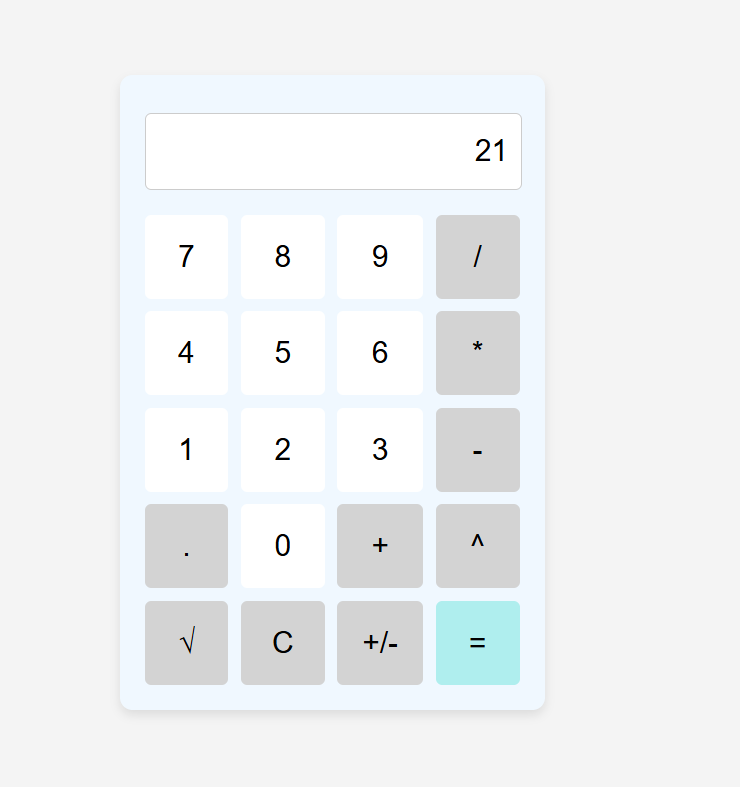 21
7 8 9 /
4 5 6 *
1 2 3 -
. 0 + ^
√ C +/- =